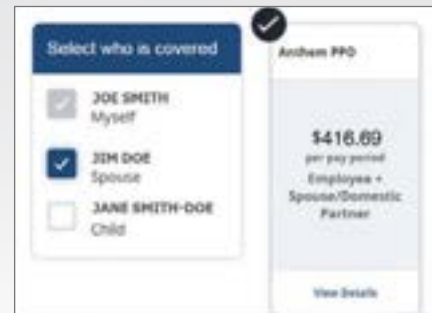 Select who is covered
JOE SMITH
Myself
JIM DOE
Spouse
JANE SMITH-DOE
Child
Anthem PPO
$416.69
per pay period
Employee +
Spouse/Domestic
Partner
View Details